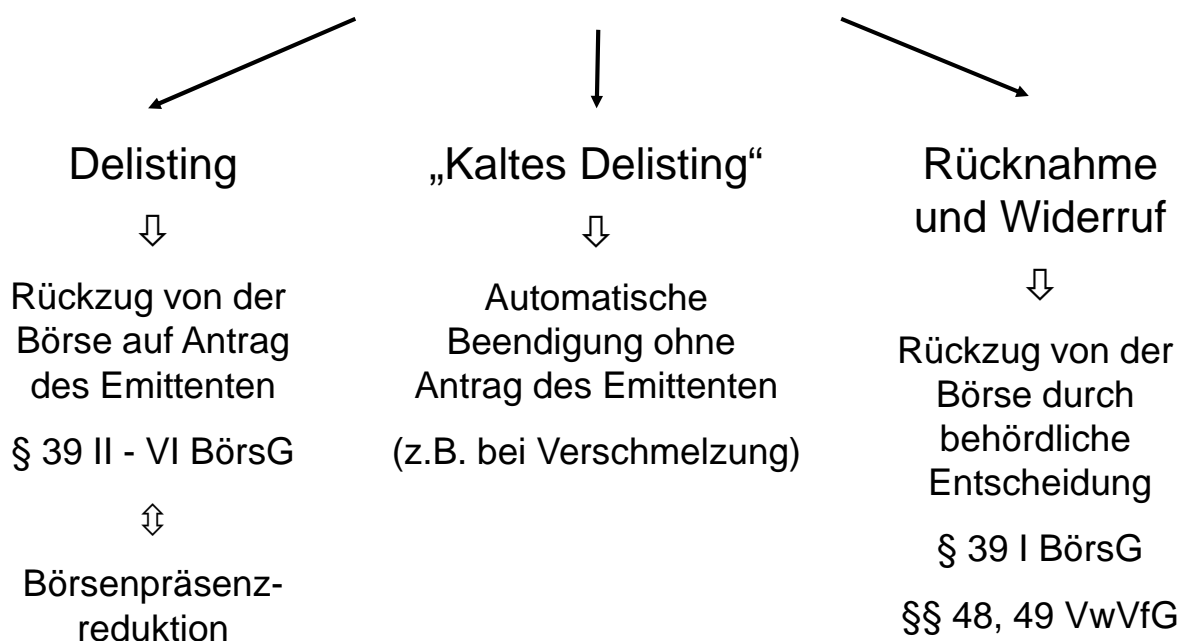 Delisting
Rückzug von der
Börse auf Antrag
des Emittenten
§ 39 II - VI BörsG
Börsenpräsenz-
reduktion
„Kaltes Delisting“
Automatische
Beendigung ohne
Antrag des Emittenten
(z.B. bei Verschmelzung)
Rücknahme
und Widerruf
Rückzug von der
Börse durch
behördliche
Entscheidung
§ 39 I BörsG
§§ 48, 49 VwVfG